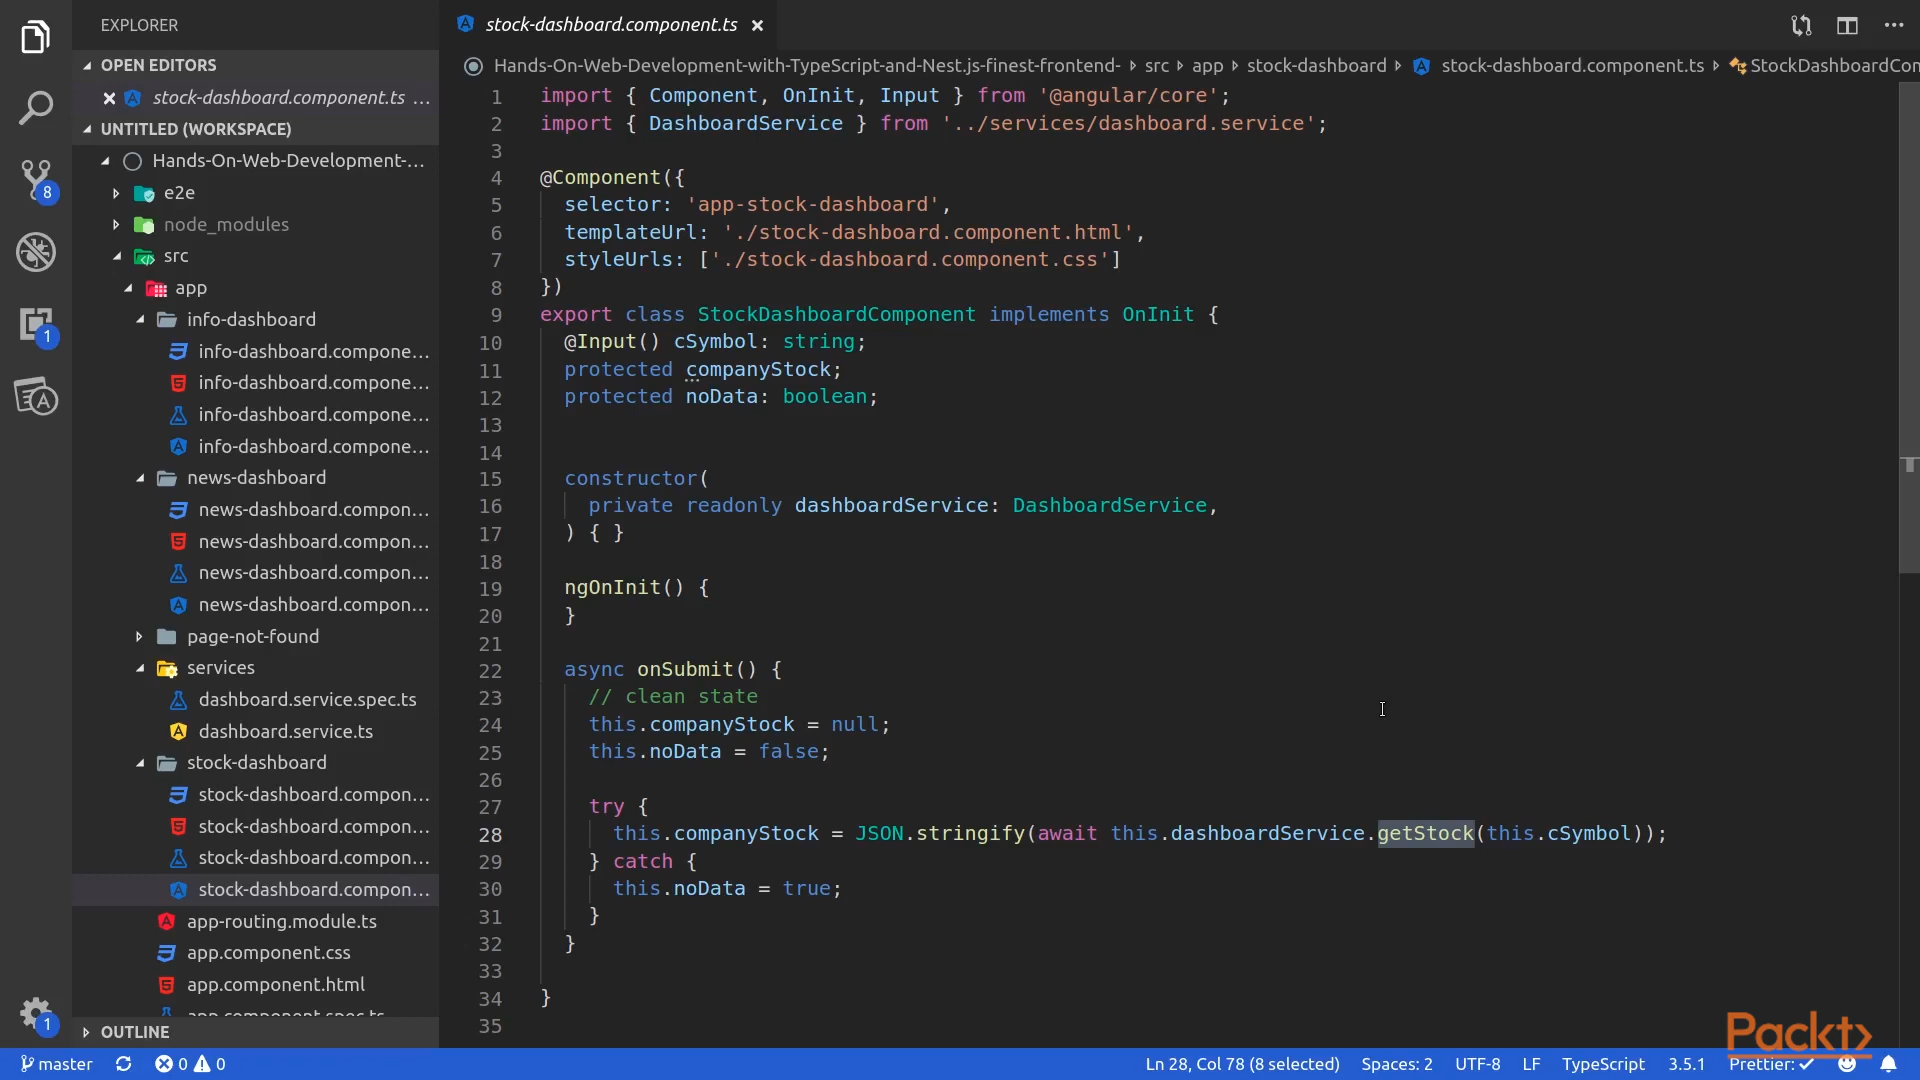 EXPLORER
OPEN EDITORS
stock-dashboard.component.ts ...
UNTITLED (WORKSPACE)
Hands-On-Web-Development-...
e2e
node_modules
src
app
info-dashboard
info-dashboard.compone...
info-dashboard.compone...
info-dashboard.compone...
info-dashboard.compone...
news-dashboard
news-dashboard.compon...
news-dashboard.compon...
news-dashboard.compon...
news-dashboard.compon...
page-not-found
services
dashboard.service.spec.ts
dashboard.service.ts
stock-dashboard
stock-dashboard.compon...
stock-dashboard.compon...
stock-dashboard.compon...
stock-dashboard.compon...
app-routing.module.ts
app.component.css
app.component.html
app.component.spec.ts
OUTLINE
8
1
1
stock-dashboard.component.ts
Hands-On-Web-Development-with-TypeScript-and-Nest.js-finest-frontend- › src › app › stock-dashboard › stock-dashboard.component.ts › StockDashboardCon
1 import { Component, OnInit, Input } from '@angular/core';
2 import { DashboardService } from '../services/dashboard.service';
3
4 @Component({
5 selector: 'app-stock-dashboard',
6 templateUrl: './stock-dashboard.component.html',
7 styleUrls: ['./stock-dashboard.component.css']
8 })
9 export class StockDashboardComponent implements OnInit {
10 @Input() cSymbol: string;
11 protected companyStock;
12 protected noData: boolean;
13
14
15 constructor(
16 private readonly dashboardService: DashboardService,
17 ) { }
18
19 ngOnInit() {
20 }
21
22 async onSubmit() {
23 // clean state
24 this.companyStock = null;
25 this.noData = false;
26
27 try {
28 this.companyStock = JSON.stringify(await this.dashboardService.getStock(this.cSymbol));
29 } catch {
30 this.noData = true;
31 }
32 }
33
34 }
35
Packt>
master 0 0 Ln 28, Col 78 (8 selected) Spaces: 2 UTF-8 LF TypeScript 3.5.1 Prettier: ✓